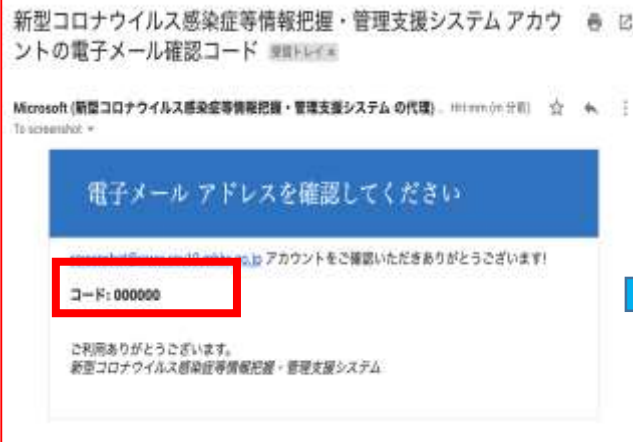 新型コロナウイルス感染症等情報把握・管理支援システム アカウ
ントの電子メール確認コード 受信トレイ×
Microsoft (新型コロナウイルス感染症等情報把握・管理支援システム の代理)
To screenshot
電子メール アドレスを確認してください
アカウントをご確認いただきありがとうございます!
コード: 000000
ご利用ありがとうございます。
新型コロナウイルス感染症等情報把握・管理支援システム